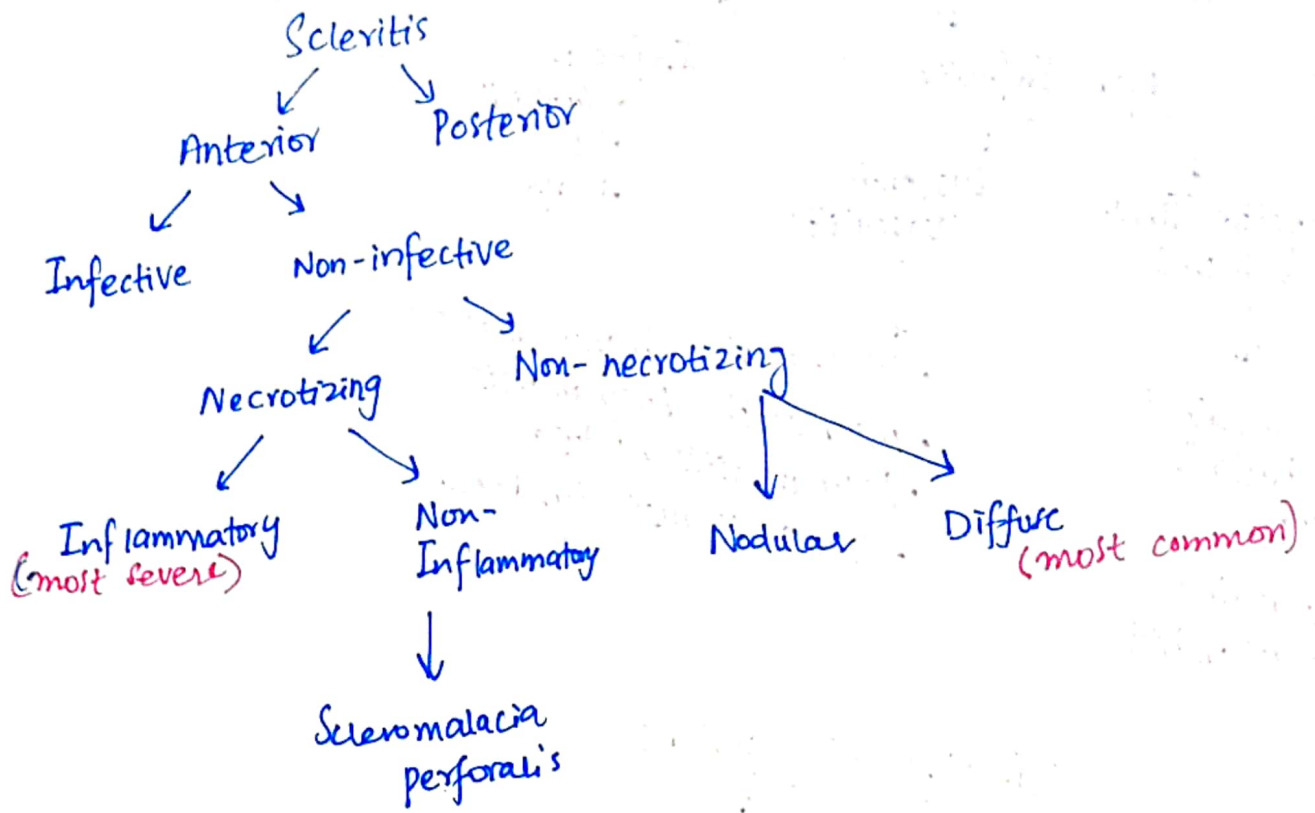 Scleritis
Anterior
Posterior
Infective
Non-infective
Necrotizing
Non-necrotizing
Inflammatory
(most severe)
Non-
Inflammatory
Nodular
Diffuse
(most common)
Scleromalacia
perforalis